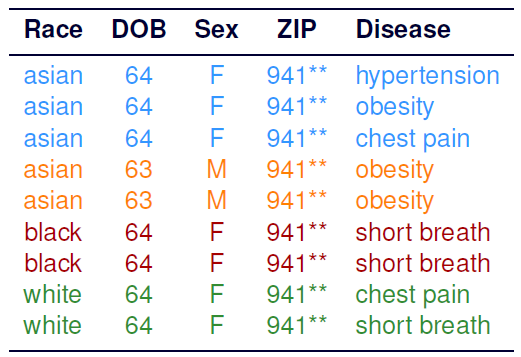 Race DOB Sex ZIP Disease
asian 64 F 941** hypertension
asian 64 F 941** obesity
asian 64 F 941** chest pain
asian 63 M 941** obesity
asian 63 M 941** obesity
black 64 F 941** short breath
black 64 F 941** short breath
white 64 F 941** chest pain
white 64 F 941** short breath